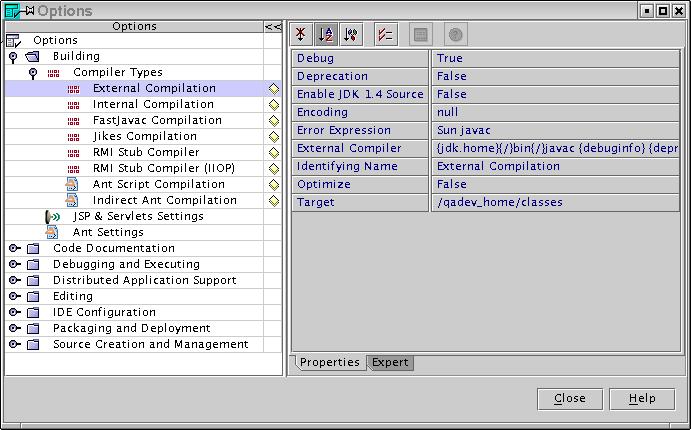 Options
Options <<
Options
Building
Compiler Types
External Compilation
Internal Compilation
FastJavac Compilation
Jikes Compilation
RMI Stub Compiler
RMI Stub Compiler (IIOP)
Ant Script Compilation
Indirect Ant Compilation
JSP & Servlets Settings
Ant Settings
Code Documentation
Debugging and Executing
Distributed Application Support
Editing
IDE Configuration
Packaging and Deployment
Source Creation and Management
Debug True
Deprecation False
Enable JDK 1.4 Source False
Encoding null
Error Expression Sun javac
External Compiler {jdk.home}{/}bin{/}javac {debuginfo} {depr
Identifying Name External Compilation
Optimize False
Target /qadev_home/classes
Properties Expert
Close Help